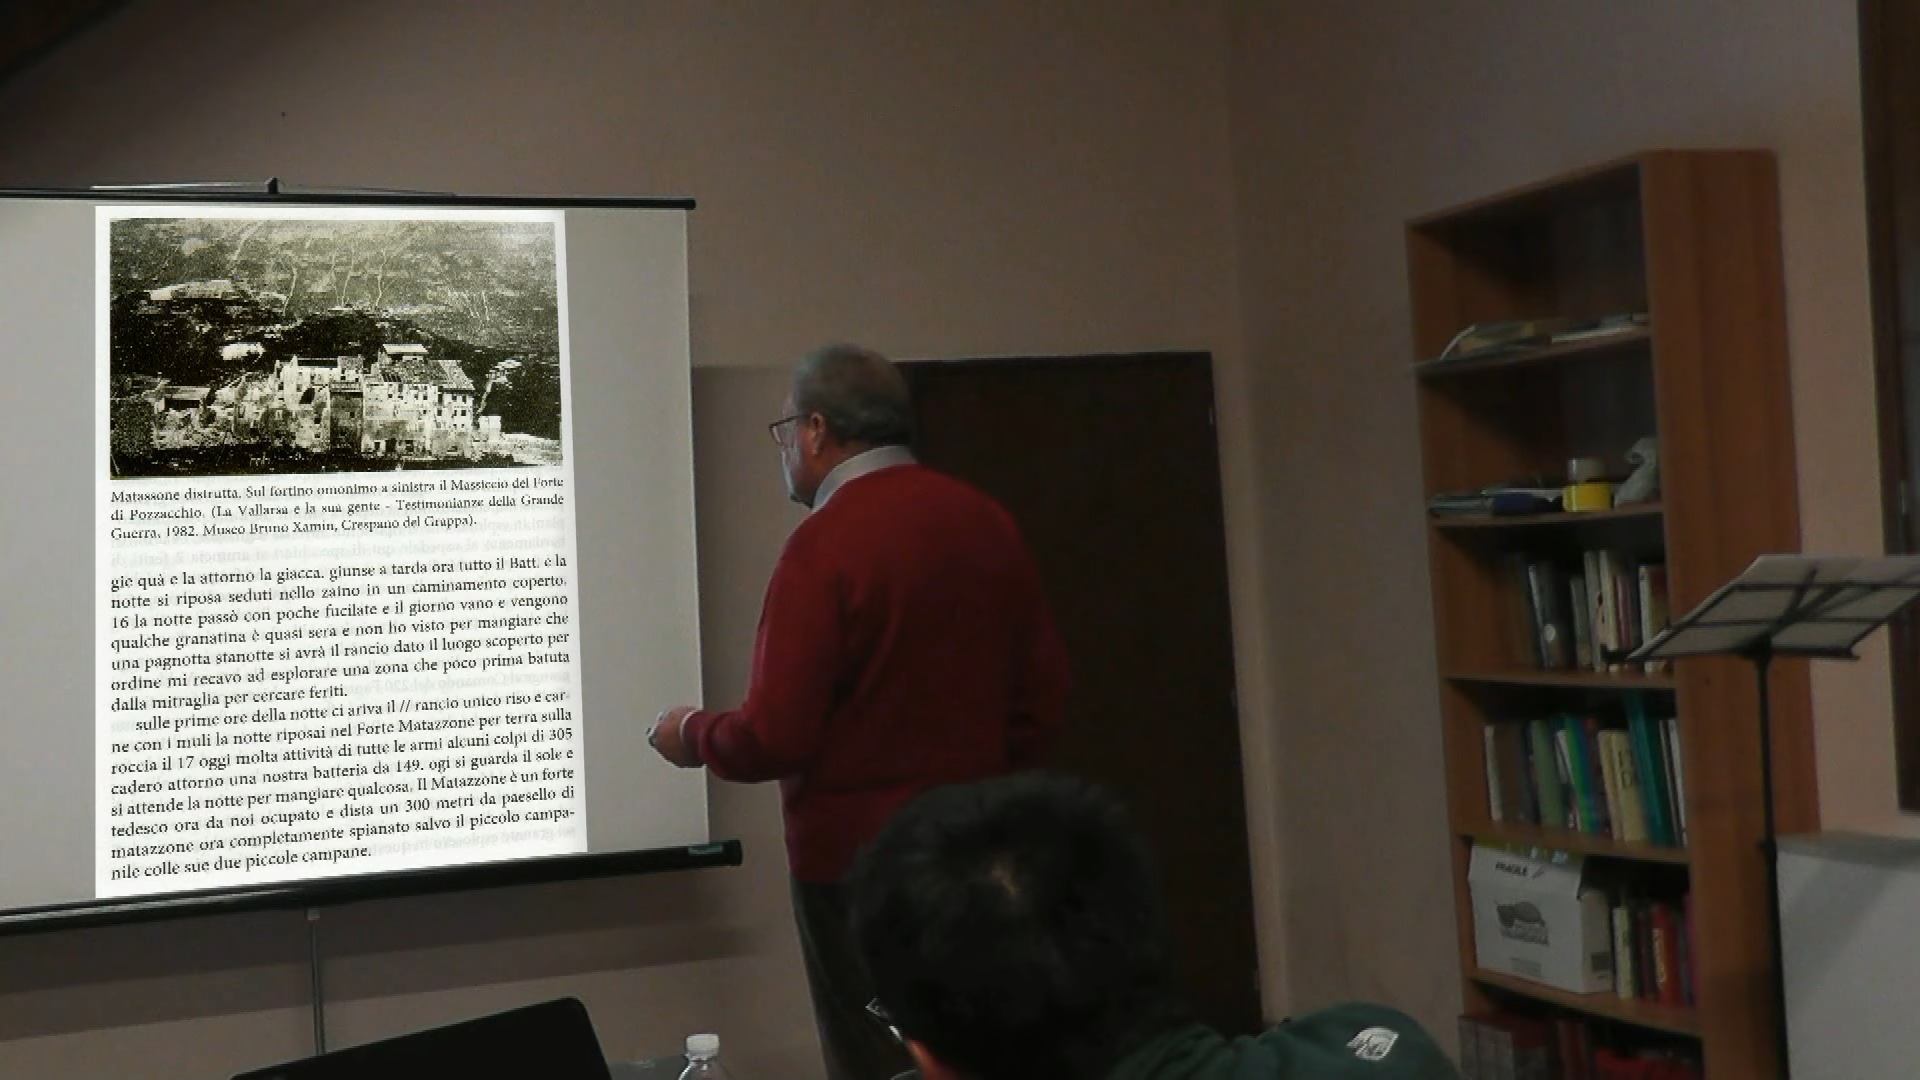 Matassone distrutta. Sul fortino omonimo a sinistra il Massiccio del Forte
di Pozzacchio. (La Vallarsa e la sua gente - Testimonianze della Grande
Guerra, 1982. Museo Bruno Xamin, Crespano del Grappa).
gie quà e la attorno la giacca. giunse a tarda ora tutto il Batt. e la
notte si riposa seduti nello zaino in un caminamento coperto.
16 la notte passò con poche fucilate e il giorno vano e vengono
qualche granatina è quasi sera e non ho visto per mangiare che
una pagnotta stanotte si avrà il rancio dato il luogo scoperto per
ordine mi recavo ad esplorare una zona che poco prima batuta
dalla mitraglia per cercare feriti.
sulle prime ore della notte ci ariva il // rancio unico riso e car-
ne con i muli la notte riposai nel Forte Matazzone per terra sulla
roccia il 17 oggi molta attività di tutte le armi alcuni colpi di 305
cadero attorno una nostra batteria da 149. ogi si guarda il sole e
si attende la notte per mangiare qualcosa. Il Matazzone è un forte
tedesco ora da noi ocupato e dista un 300 metri da paesello di
matazzone ora completamente spianato salvo il piccolo campa-
nile colle sue due piccole campane.
FRAGILE